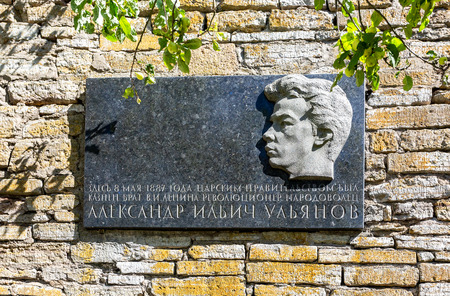 ЗДЕСЬ 8 МАЯ 1887 ГОДА ЦАРСКИМ ПРАВИТЕЛЬСТВОМ БЫЛ
КАЗНЕН БРАТ В.И.ЛЕНИНА РЕВОЛЮЦИОНЕР-НАРОДОВОЛЕЦ
АЛЕКСАНДР ИЛЬИЧ УЛЬЯНОВ